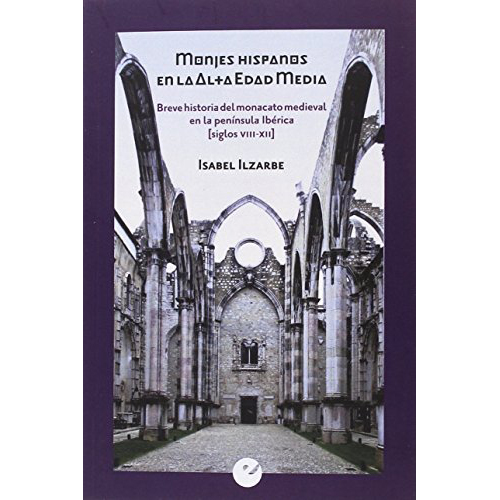 Monjes hispanos
en la Alta Edad Media
Breve historia del monacato medieval
en la península Ibérica
[siglos VIII-XII]
Isabel Ilzarbe